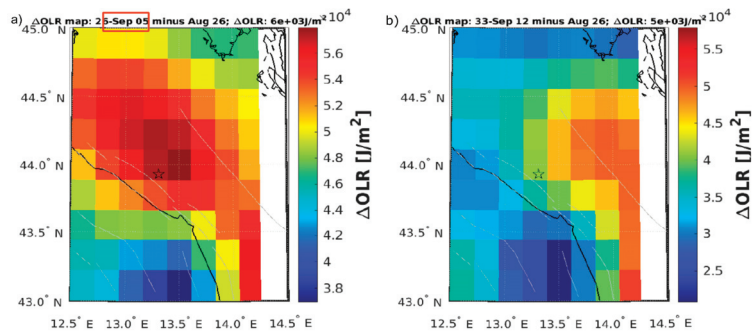 a) ΔOLR map: 26-Sep 05 minus Aug 26; ΔOLR: 6e+03J/m²
45.0° N
44.5° N
44.0° N
43.5° N
43.0° N
12.5° E 13.0° E 13.5° E 14.0° E 14.5° E
×10⁴
5.6
5.4
5.2
5
4.8
4.6
4.4
4.2
4
3.8
ΔOLR [J/m²]
b) ΔOLR map: 33-Sep 12 minus Aug 26; ΔOLR: 5e+03J/m²
45.0° N
44.5° N
44.0° N
43.5° N
43.0° N
12.5° E 13.0° E 13.5° E 14.0° E 14.5° E
×10⁴
5.5
5
4.5
4
3.5
3
2.5
ΔOLR [J/m²]